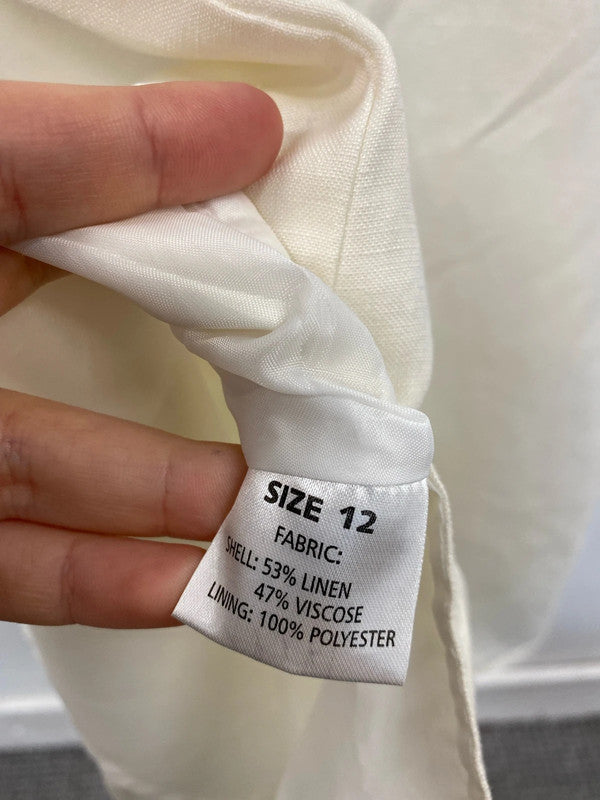 SIZE 12
FABRIC:
SHELL: 53% LINEN
47% VISCOSE
LINING: 100% POLYESTER